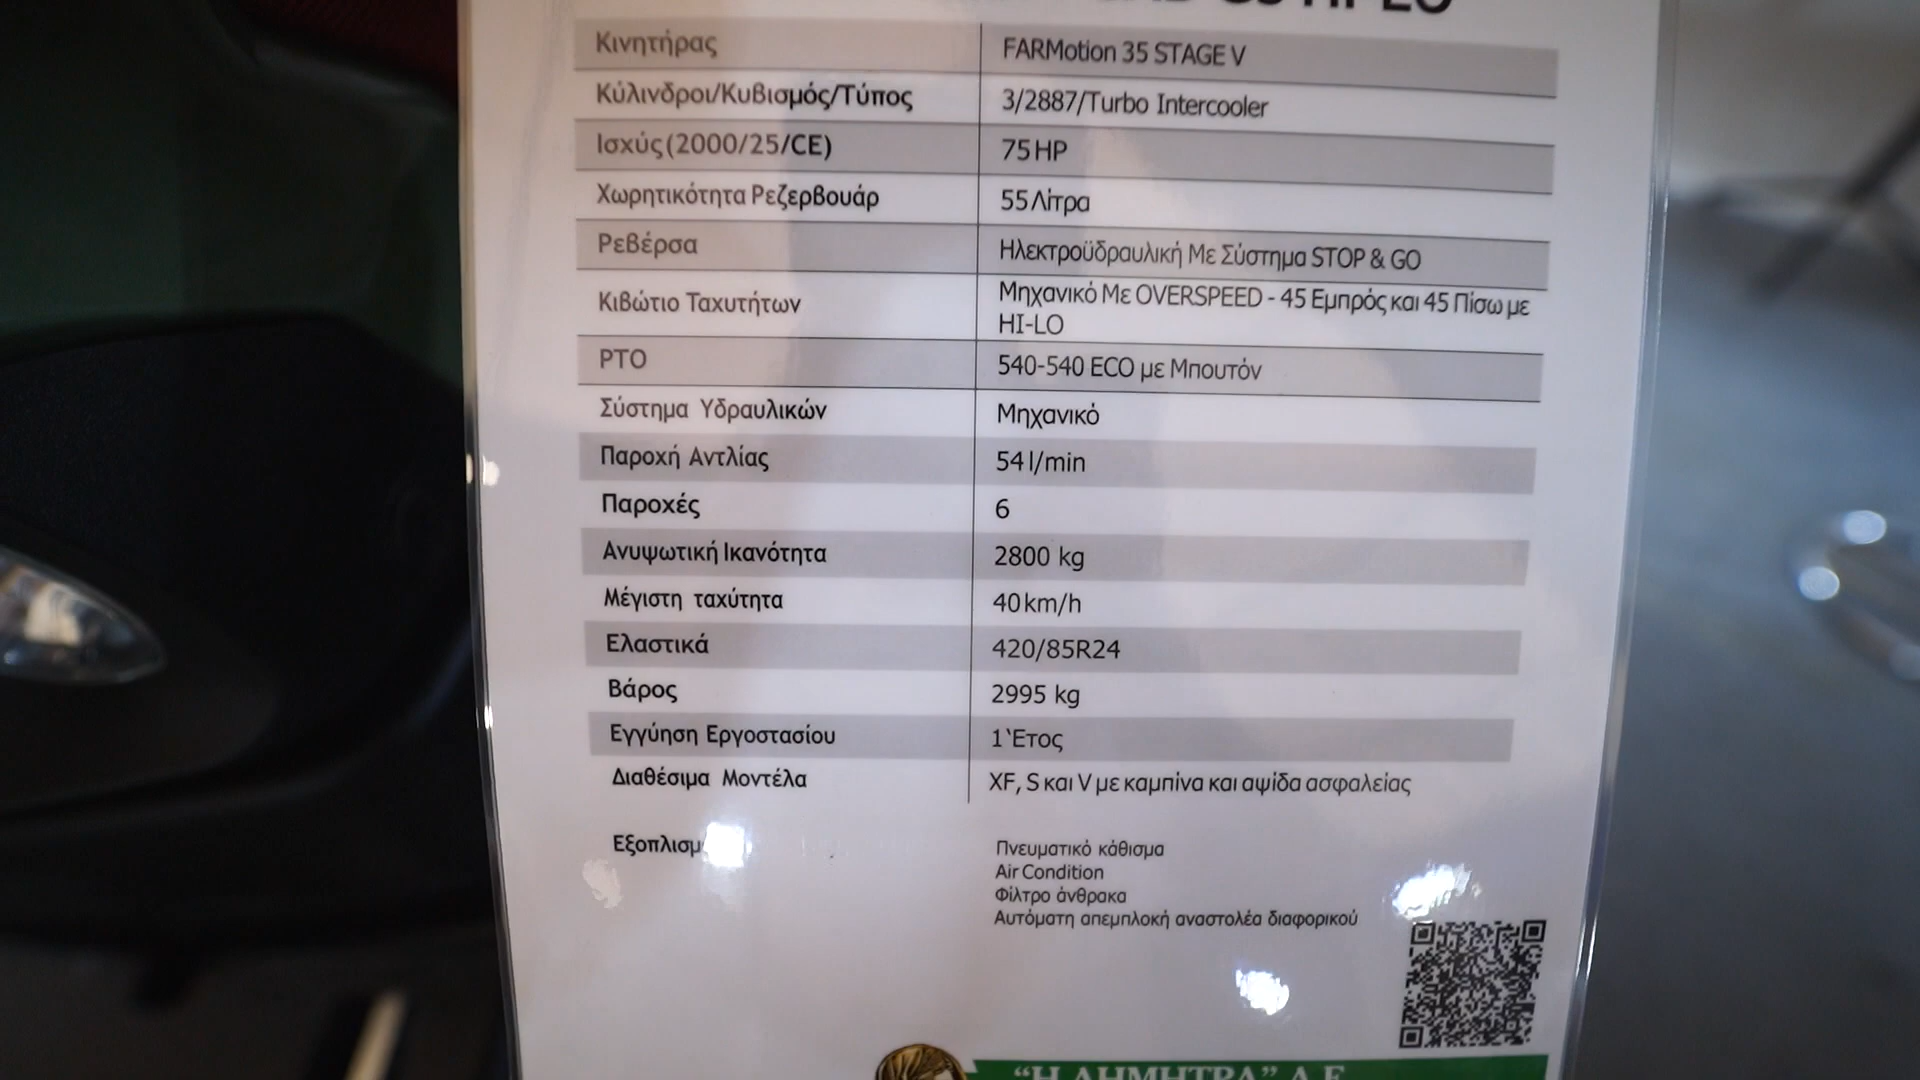 HI-LO
Κινητήρας FARMotion 35 STAGE V
Κύλινδροι/Κυβισμός/Τύπος 3/2887/Turbo Intercooler
Ισχύς(2000/25/CE) 75 HP
Χωρητικότητα Ρεζερβουάρ 55 Λίτρα
Ρεβέρσα Ηλεκτροϋδραυλική Με Σύστημα STOP & GO
Κιβώτιο Ταχυτήτων Μηχανικό Με OVERSPEED - 45 Εμπρός και 45 Πίσω με
HI-LO
PTO 540-540 ECO με Μπουτόν
Σύστημα Υδραυλικών Μηχανικό
Παροχή Αντλίας 54 l/min
Παροχές 6
Ανυψωτική Ικανότητα 2800 kg
Μέγιστη ταχύτητα 40 km/h
Ελαστικά 420/85R24
Βάρος 2995 kg
Εγγύηση Εργοστασίου 1 'Ετος
Διαθέσιμα Μοντέλα XF, S και V με καμπίνα και αψίδα ασφαλείας
Πνευματικό κάθισμα
Air Condition
Φίλτρο άνθρακα
Αυτόματη απεμπλοκή αναστολέα διαφορικού
"Η ΔΗΜΗΤΡΑ" Α.Ε.